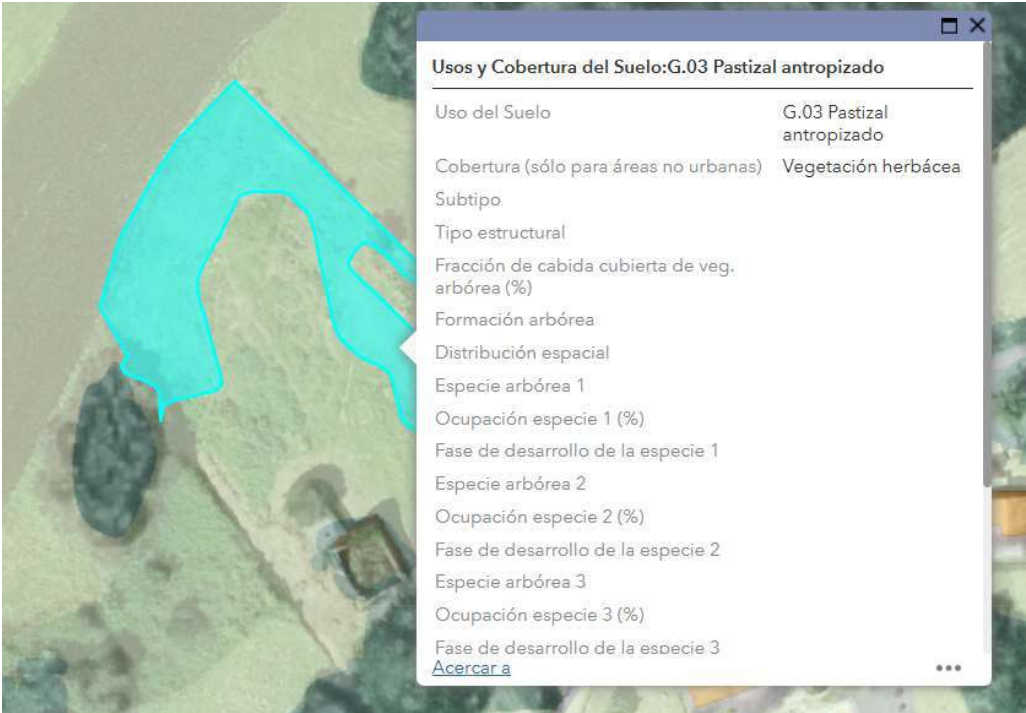 Usos y Cobertura del Suelo:G.03 Pastizal antropizado
Uso del Suelo G.03 Pastizal
antropizado
Cobertura (sólo para áreas no urbanas) Vegetación herbácea
Subtipo
Tipo estructural
Fracción de cabida cubierta de veg.
arbórea (%)
Formación arbórea
Distribución espacial
Especie arbórea 1
Ocupación especie 1 (%)
Fase de desarrollo de la especie 1
Especie arbórea 2
Ocupación especie 2 (%)
Fase de desarrollo de la especie 2
Especie arbórea 3
Ocupación especie 3 (%)
Fase de desarrollo de la especie 3
Acercar a